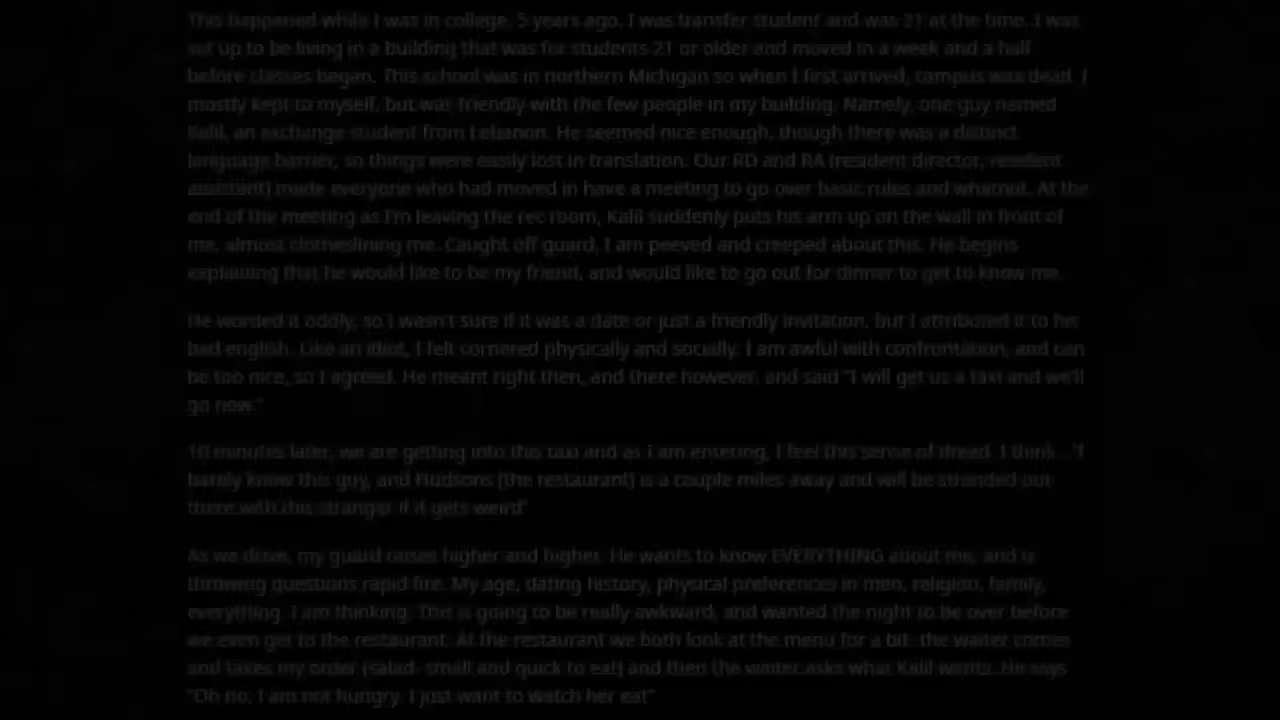 This happened while I was in college, 5 years ago. I was transfer student and was 21 at the time. I was
set up to be living in a building that was for students 21 or older and moved in a week and a half
before classes began. This school was in northern Michigan so when I first arrived, campus was dead. I
mostly kept to myself, but was friendly with the few people in my building. Namely, one guy named
Kalil, an exchange student from Lebanon. He seemed nice enough, though there was a distinct
language barrier, so things were easily lost in translation. Our RD and RA (resident director, resident
assistant) made everyone who had moved in have a meeting to go over basic rules and whatnot. At the
end of the meeting as I'm leaving the rec room, Kalil suddenly puts his arm up on the wall in front of
me, almost clotheslining me. Caught off guard, I am peeved and creeped about this. He begins
explaining that he would like to be my friend, and would like to go out for dinner to get to know me.
He worded it oddly, so I wasn't sure if it was a date or just a friendly invitation, but I attributed it to his
bad english. Like an idiot, I felt cornered physically and socially. I am awful with confrontation, and can
be too nice, so I agreed. He meant right then, and there however, and said "I will get us a taxi and we'll
go now."
10 minutes later, we are getting into this taxi and as I am entering, I feel this sense of dread. I think... "I
barely know this guy, and Hudsons (the restaurant) is a couple miles away and will be stranded out
there with this stranger if it gets weird"
As we drive, my guard raises higher and higher. He wants to know EVERYTHING about me, and is
throwing questions rapid fire. My age, dating history, physical preferences in men, religion, family,
everything. I am thinking. This is going to be really awkward, and wanted the night to be over before
we even get to the restaurant. At the restaurant we both look at the menu for a bit. the waiter comes
and takes my order (salad- small and quick to eat) and then the waiter asks what Kalil wants. He says
"Oh no, I am not hungry. I just want to watch her eat"